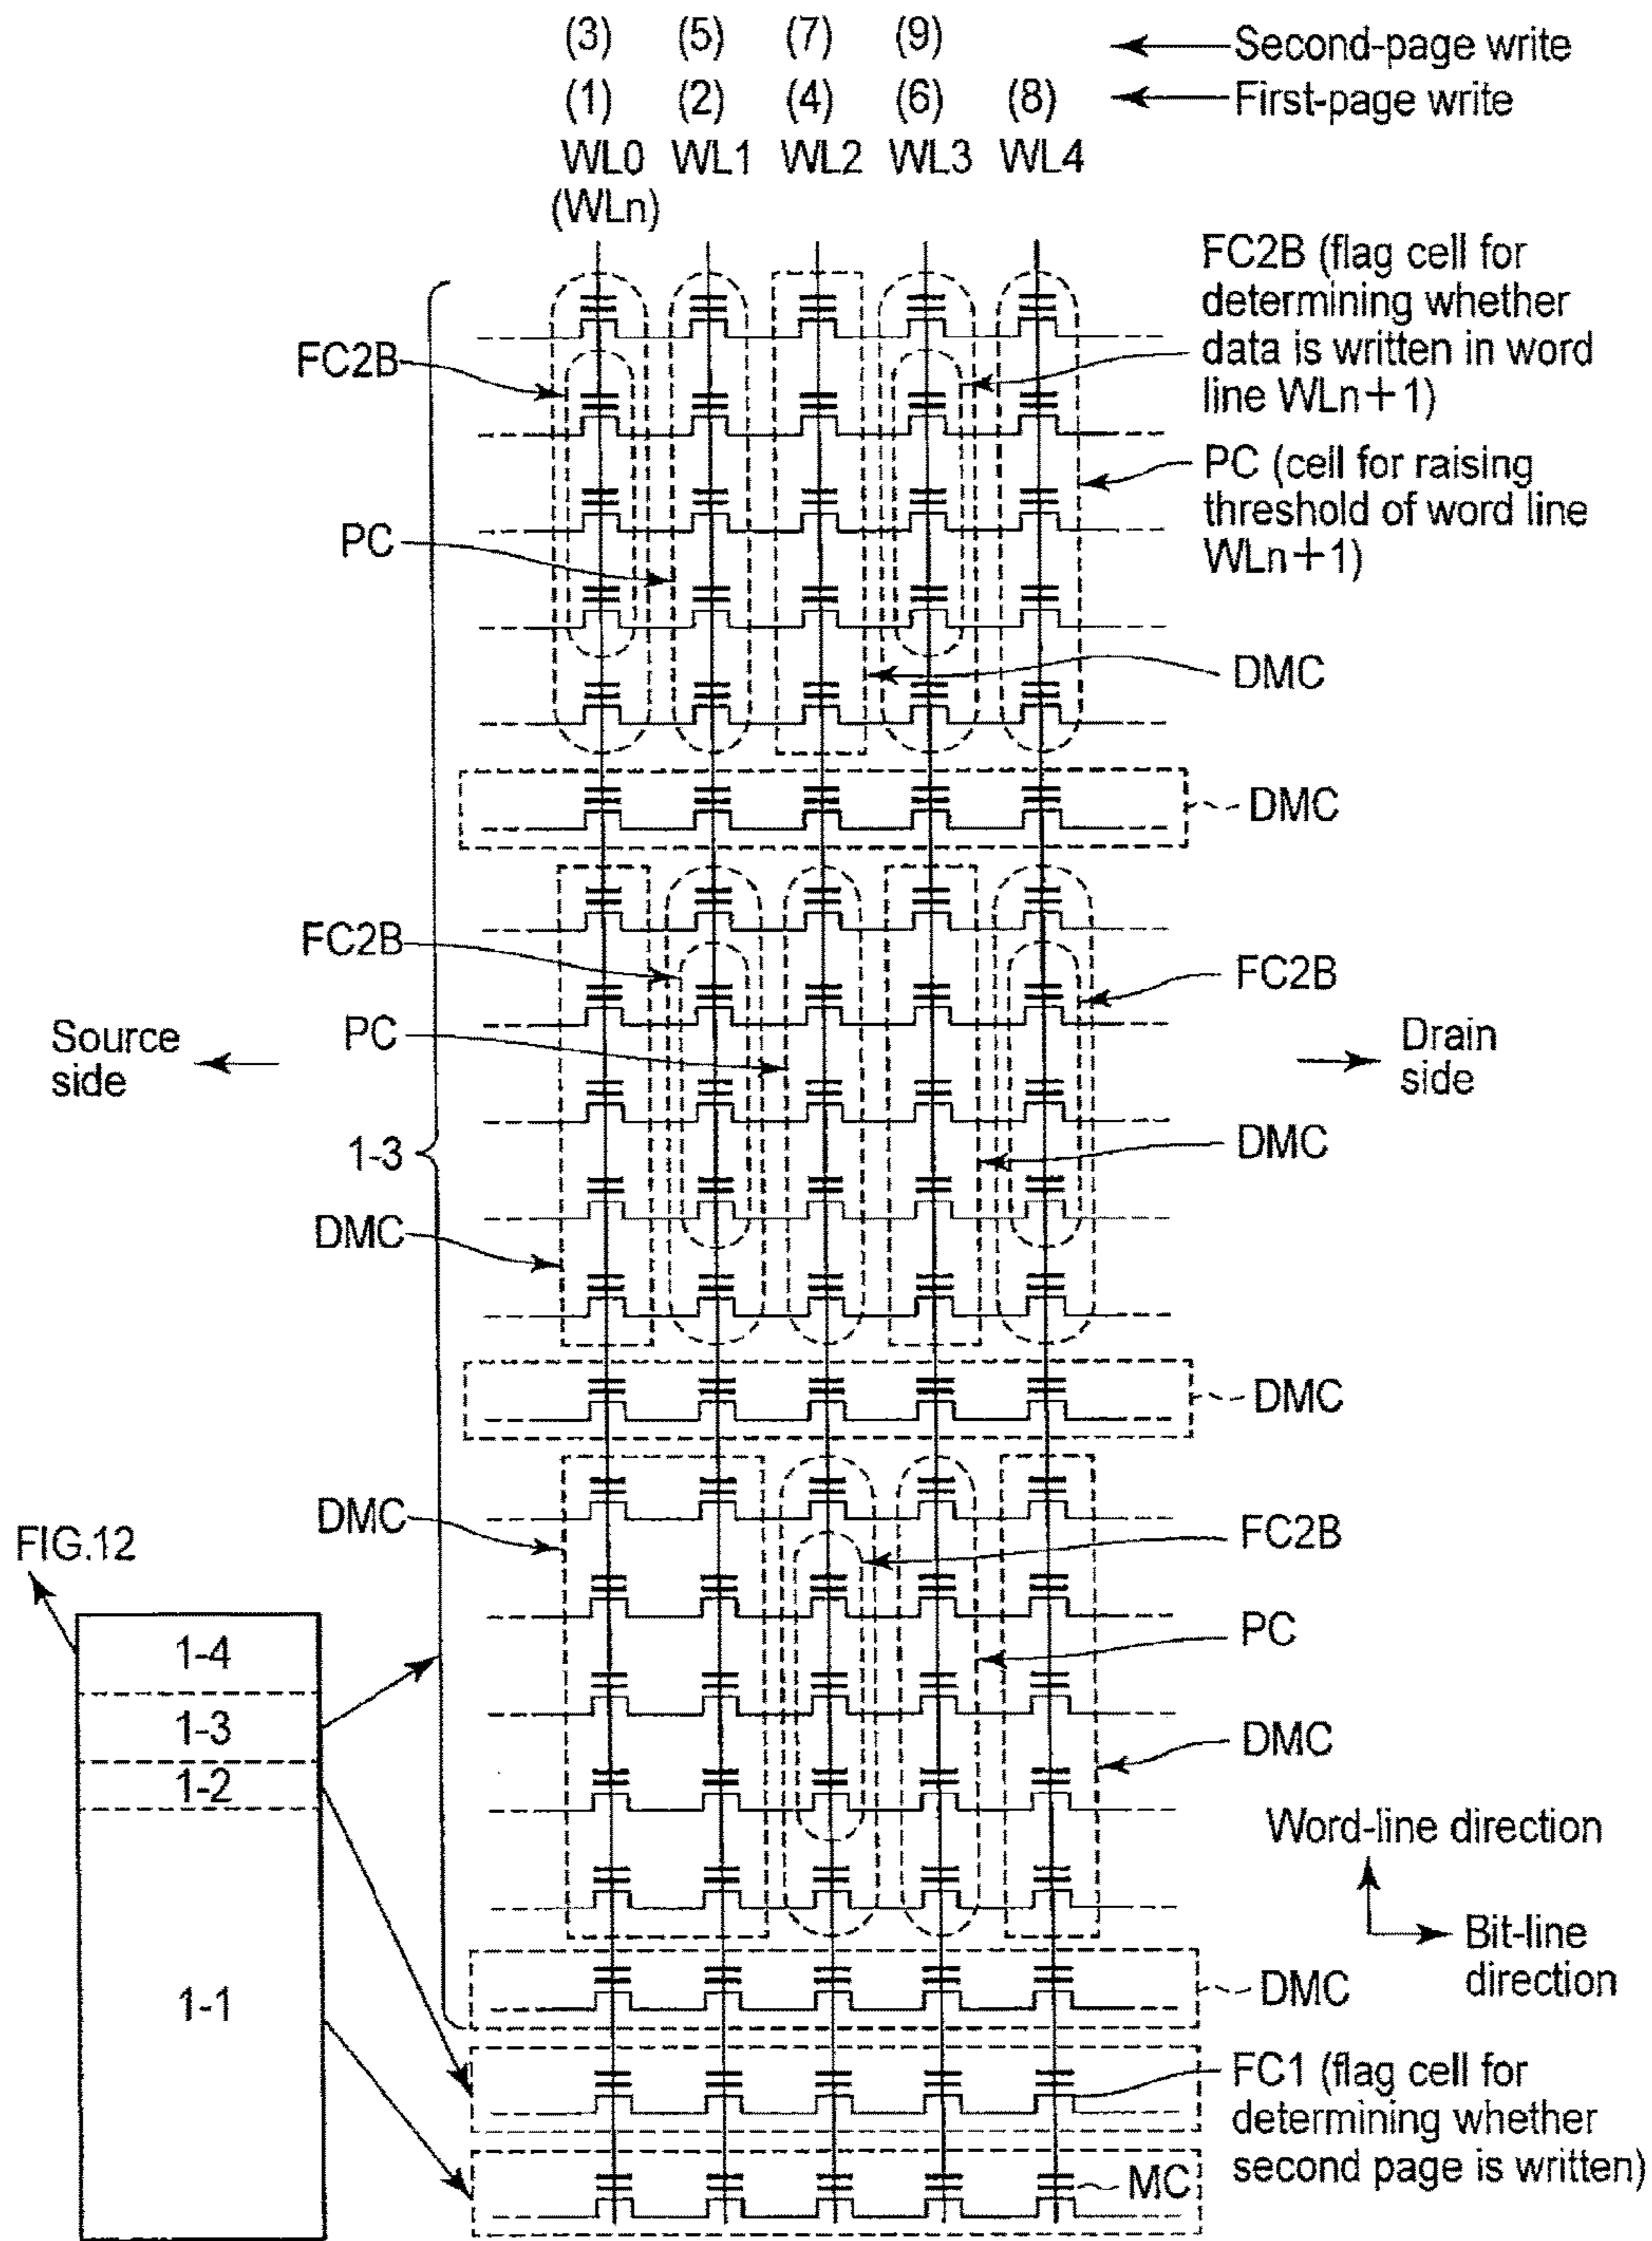 (3) (5) (7) (9) Second-page write
(1) (2) (4) (6) (8) First-page write
WL0 WL1 WL2 WL3 WL4
(WLn)
FC2B (flag cell for
determining whether
data is written in word
line WLn+1)
FC2B
PC (cell for raising
threshold of word line
WLn+1)
PC
DMC
DMC
FC2B
FC2B
PC
Source
side
Drain
side
1-3
DMC
DMC
DMC
DMC
FC2B
FIG.12
PC
1-4
1-3
1-2
DMC
Word-line direction
Bit-line
direction
1-1
DMC
FC1 (flag cell for
determining whether
second page is written)
MC